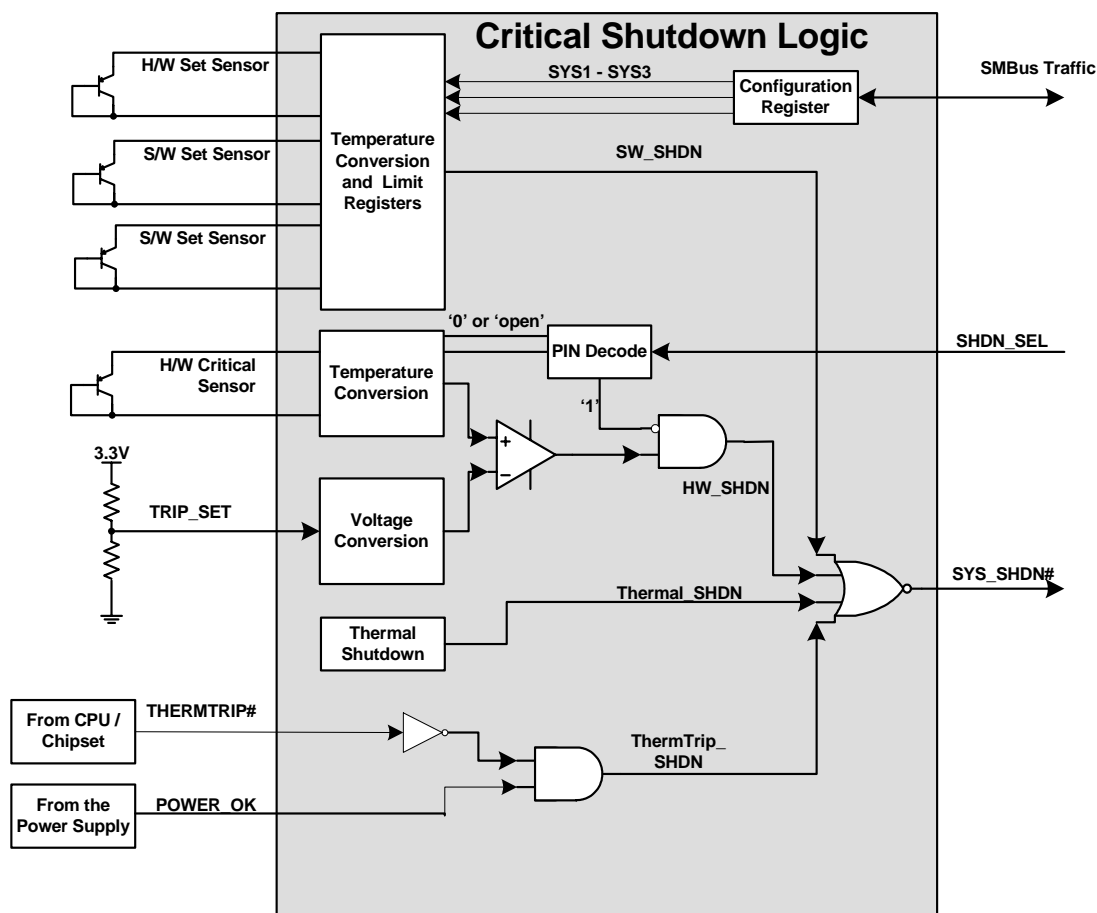 Critical Shutdown Logic
H/W Set Sensor
SYS1 - SYS3
Configuration
Register
SMBus Traffic
S/W Set Sensor
Temperature
Conversion
and Limit
Registers
SW_SHDN
S/W Set Sensor
‘0’ or ‘open’
PIN Decode
SHDN_SEL
H/W Critical
Sensor
Temperature
Conversion
‘1’
+
−
3.3V
HW_SHDN
TRIP_SET
Voltage
Conversion
SYS_SHDN#
Thermal_SHDN
Thermal
Shutdown
From CPU /
Chipset
THERMTRIP#
ThermTrip_
SHDN
From the
Power Supply
POWER_OK